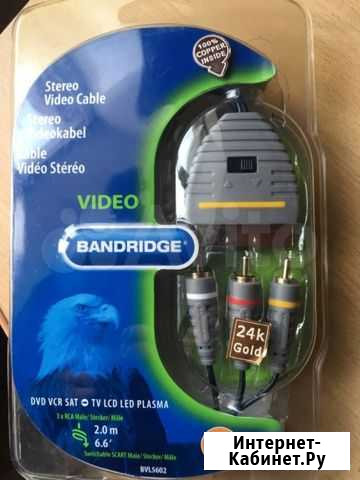 100%
COPPER
INSIDE
Stereo
Video Cable
Stereo
Videokabel
Cable
Vidéo Stéréo
VIDEO
BANDRIDGE
24k
Gold
DVD VCR SAT TV LCD LED PLASMA
3 x RCA Male/ Stecker/ Mâle
2.0 m
6.6'
Switchable SCART Male/ Stecker/ Mâle
BVL5602
Интернет-
Кабинет.Ру